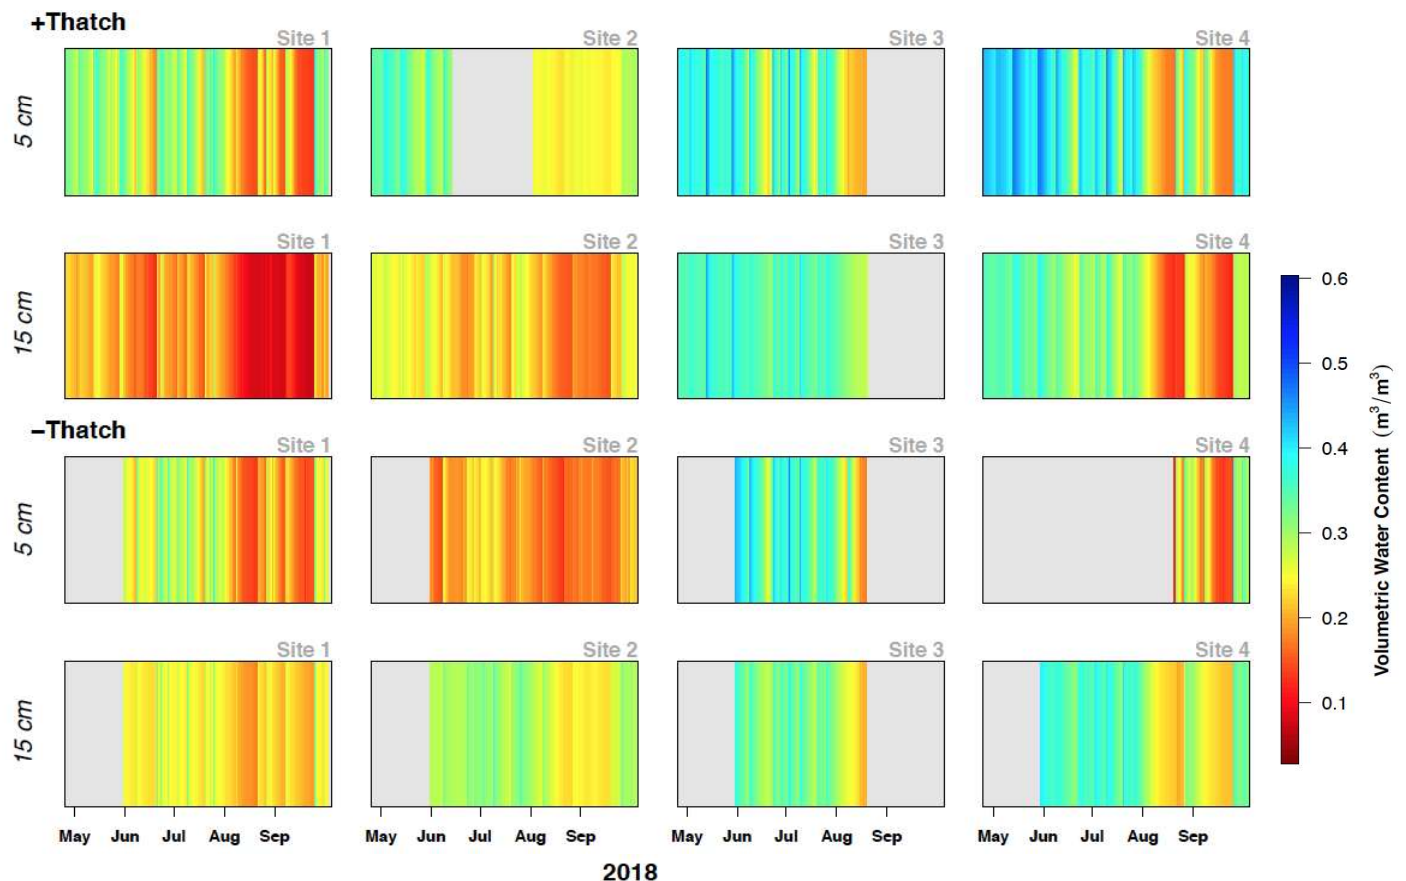 +Thatch
Site 1 Site 2 Site 3 Site 4
5 cm
Site 1 Site 2 Site 3 Site 4
15 cm
–Thatch
Site 1 Site 2 Site 3 Site 4
5 cm
Site 1 Site 2 Site 3 Site 4
15 cm
May Jun Jul Aug Sep May Jun Jul Aug Sep May Jun Jul Aug Sep May Jun Jul Aug Sep
2018
0.6
0.5
0.4
0.3
0.2
0.1
Volumetric Water Content (m³/m³)